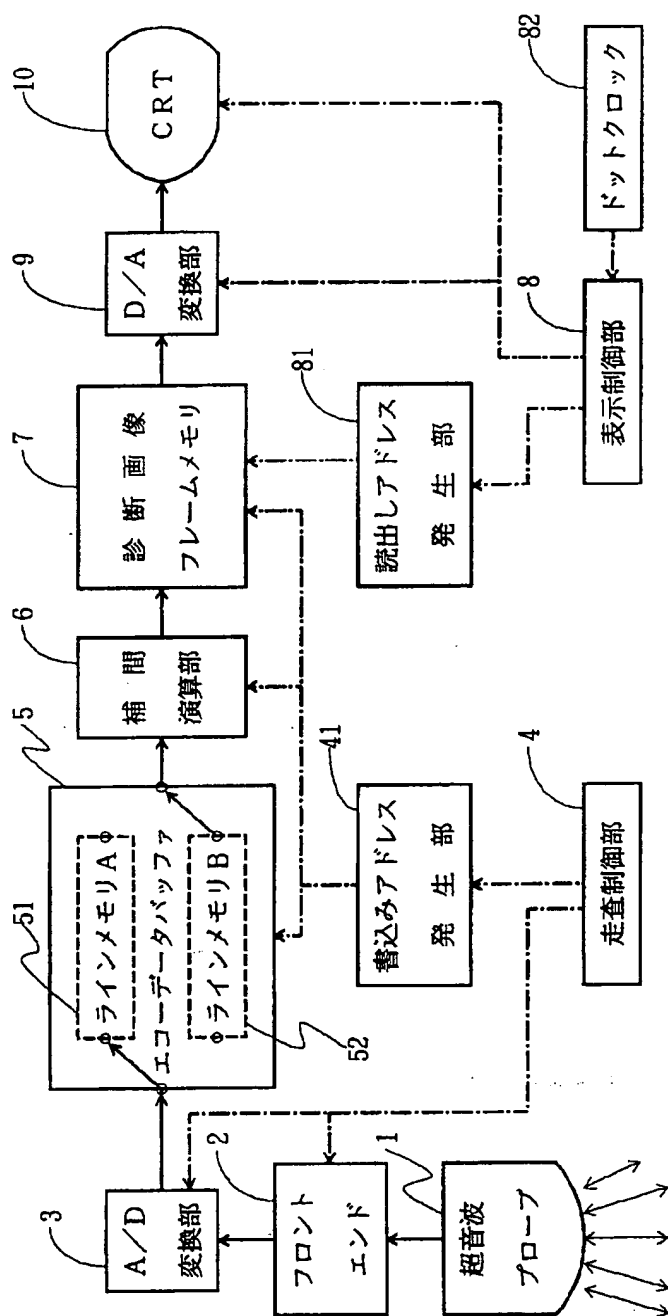 3
A/D
変換部
2
フロント
エンド
1
超音波
プローブ
5
51
ラインメモリA
エコーデータバッファ
ラインメモリB
52
6
補間
演算部
7
診断画像
フレームメモリ
9
D/A
変換部
10
CRT
41
書込みアドレス
発生部
4
走査制御部
81
読出しアドレス
発生部
8
表示制御部
82
ドットクロック